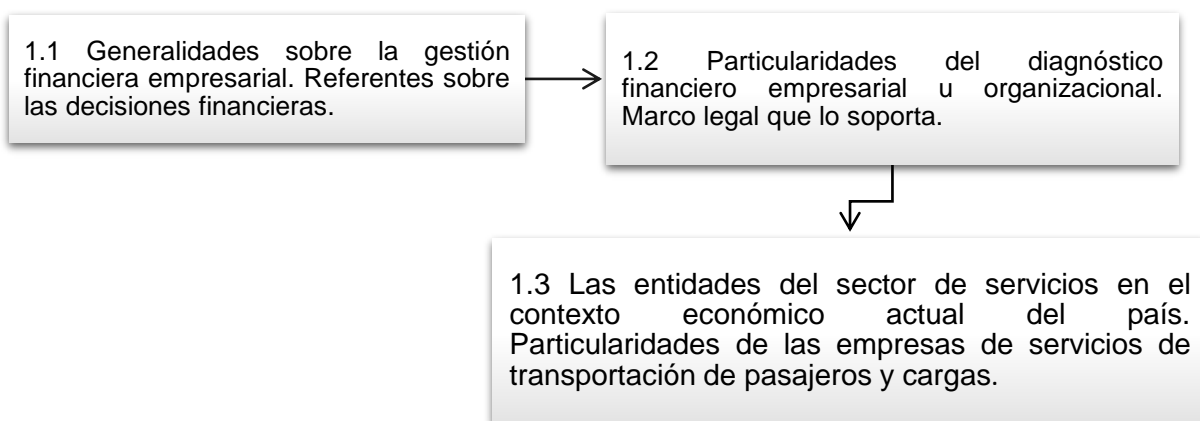 1.1 Generalidades sobre la gestión
financiera empresarial. Referentes sobre
las decisiones financieras.
1.2 Particularidades del diagnóstico
financiero empresarial u organizacional.
Marco legal que lo soporta.
1.3 Las entidades del sector de servicios en el
contexto económico actual del país.
Particularidades de las empresas de servicios de
transportación de pasajeros y cargas.